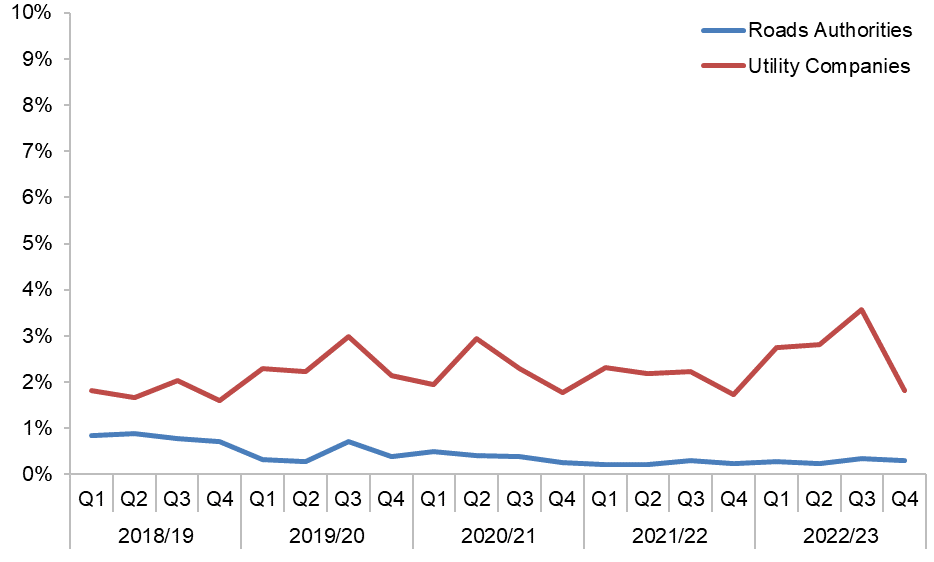 10%
Roads Authorities
9%
Utility Companies
8%
7%
6%
5%
4%
3%
2%
1%
0%
Q1 Q2 Q3 Q4 Q1 Q2 Q3 Q4 Q1 Q2 Q3 Q4 Q1 Q2 Q3 Q4 Q1 Q2 Q3 Q4
2018/19 2019/20 2020/21 2021/22 2022/23